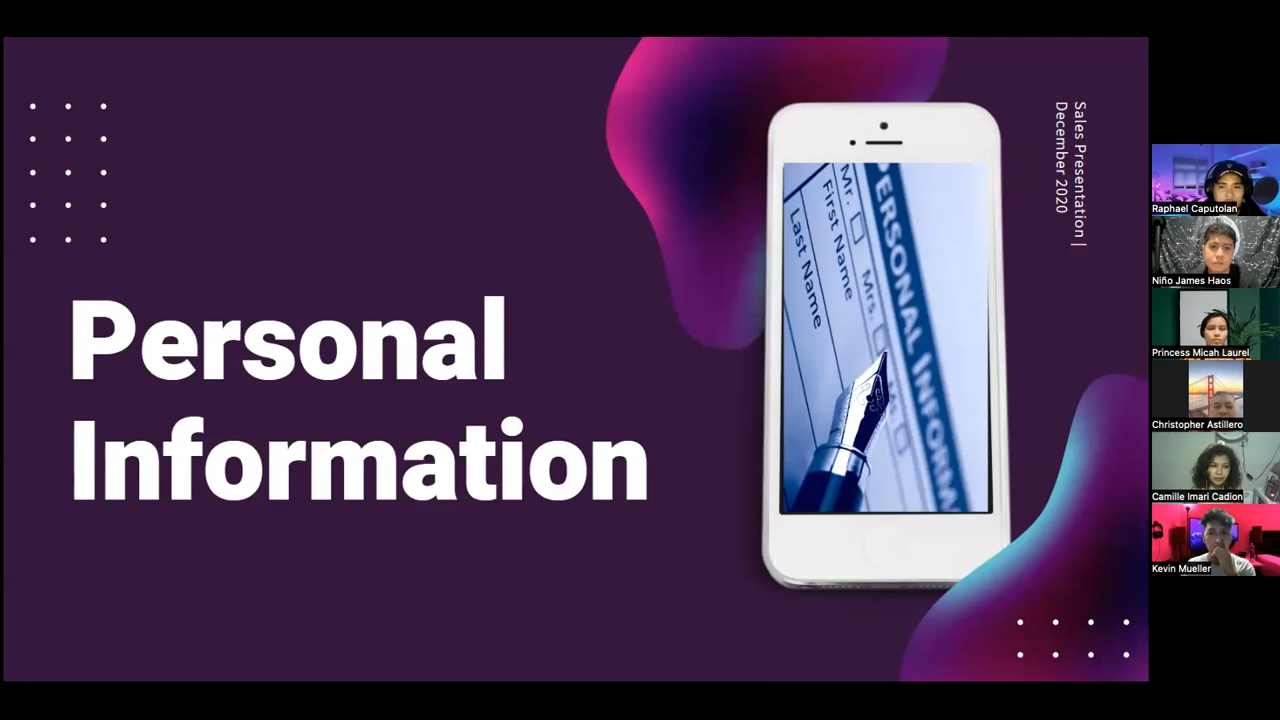 Personal
Information
Sales Presentation |
December 2020
PERSONAL INFORM
Mr.
Mrs.
First Name
Last Name
Raphael Caputolan
Niño James Haos
Princess Micah Laurel
Christopher Astillero
Camille Imari Cadion
Kevin Mueller